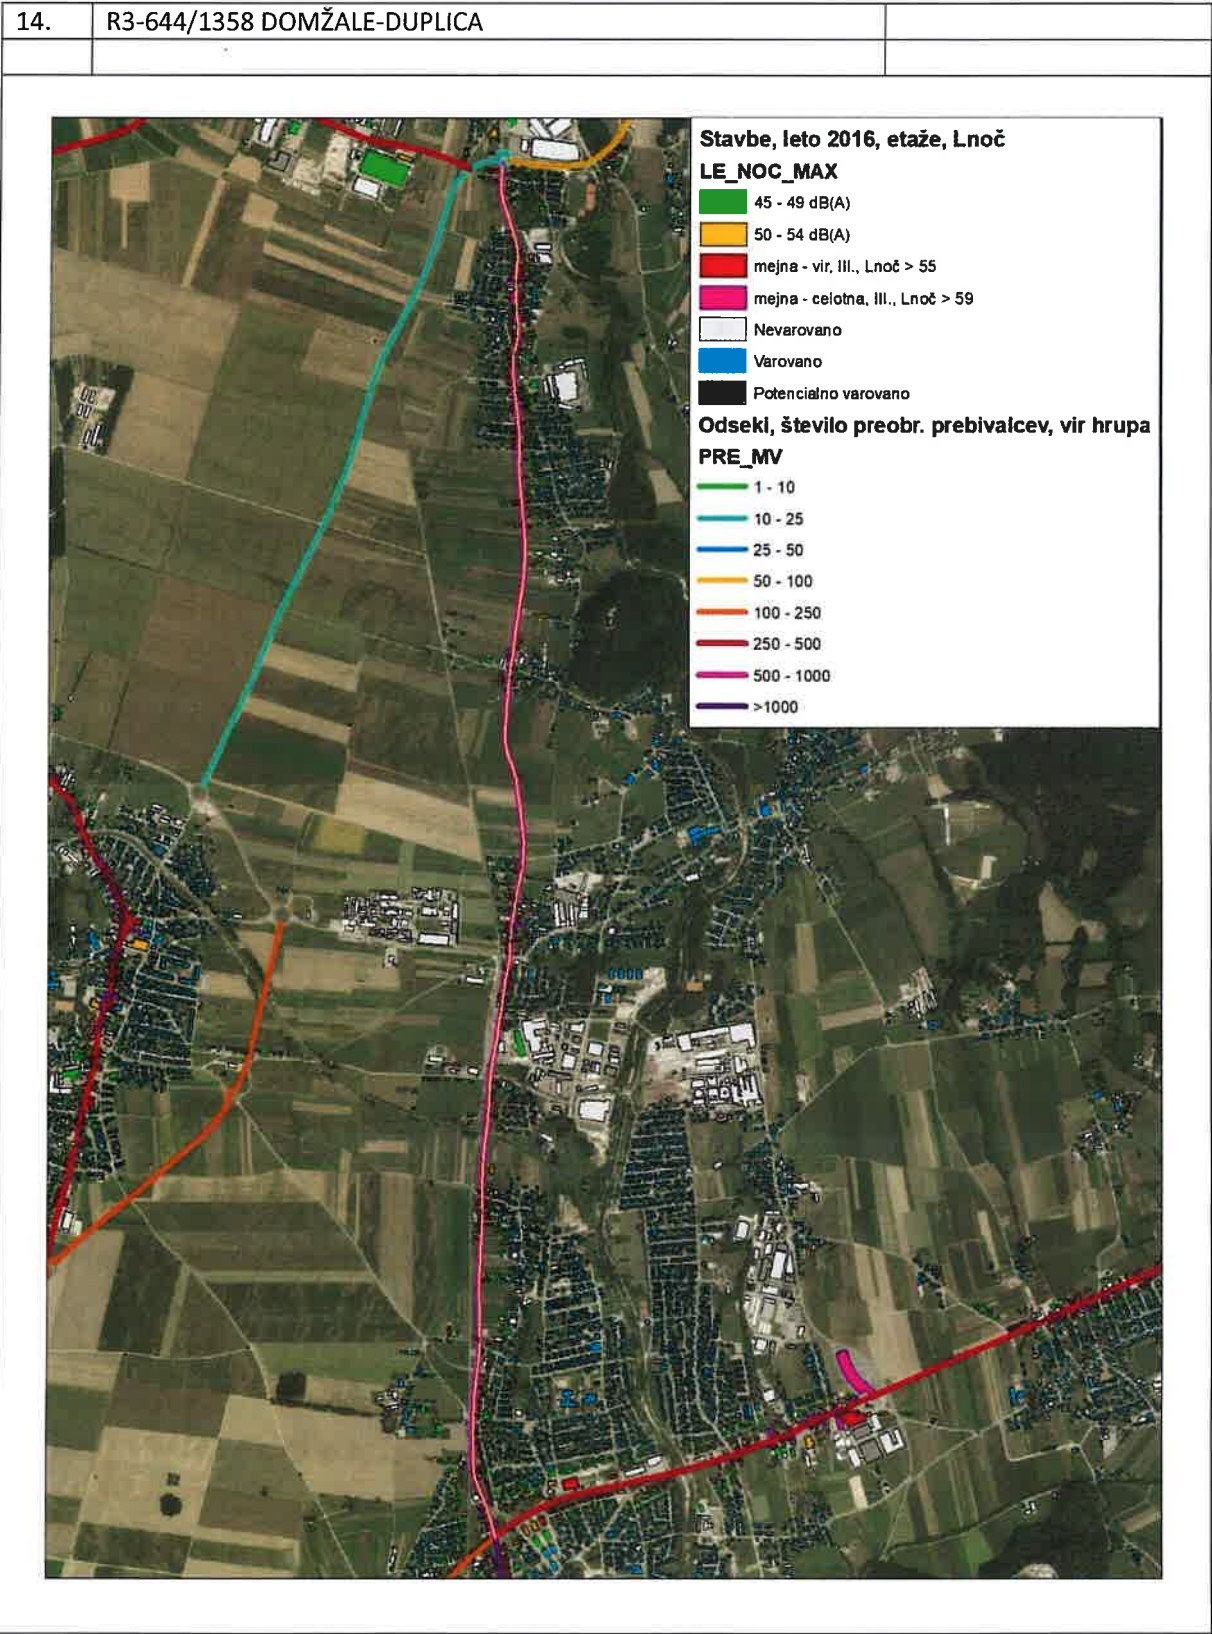 14. R3-644/1358 DOMŽALE-DUPLICA
Stavbe, leto 2016, etaže, Lnoč
LE_NOC_MAX
45 - 49 dB(A)
50 - 54 dB(A)
mejna - vir, III., Lnoč > 55
mejna - celotna, III., Lnoč > 59
Nevarovano
Varovano
Potencialno varovano
Odseki, število preobr. prebivalcev, vir hrupa
PRE_MV
1 - 10
10 - 25
25 - 50
50 - 100
100 - 250
250 - 500
500 - 1000
>1000